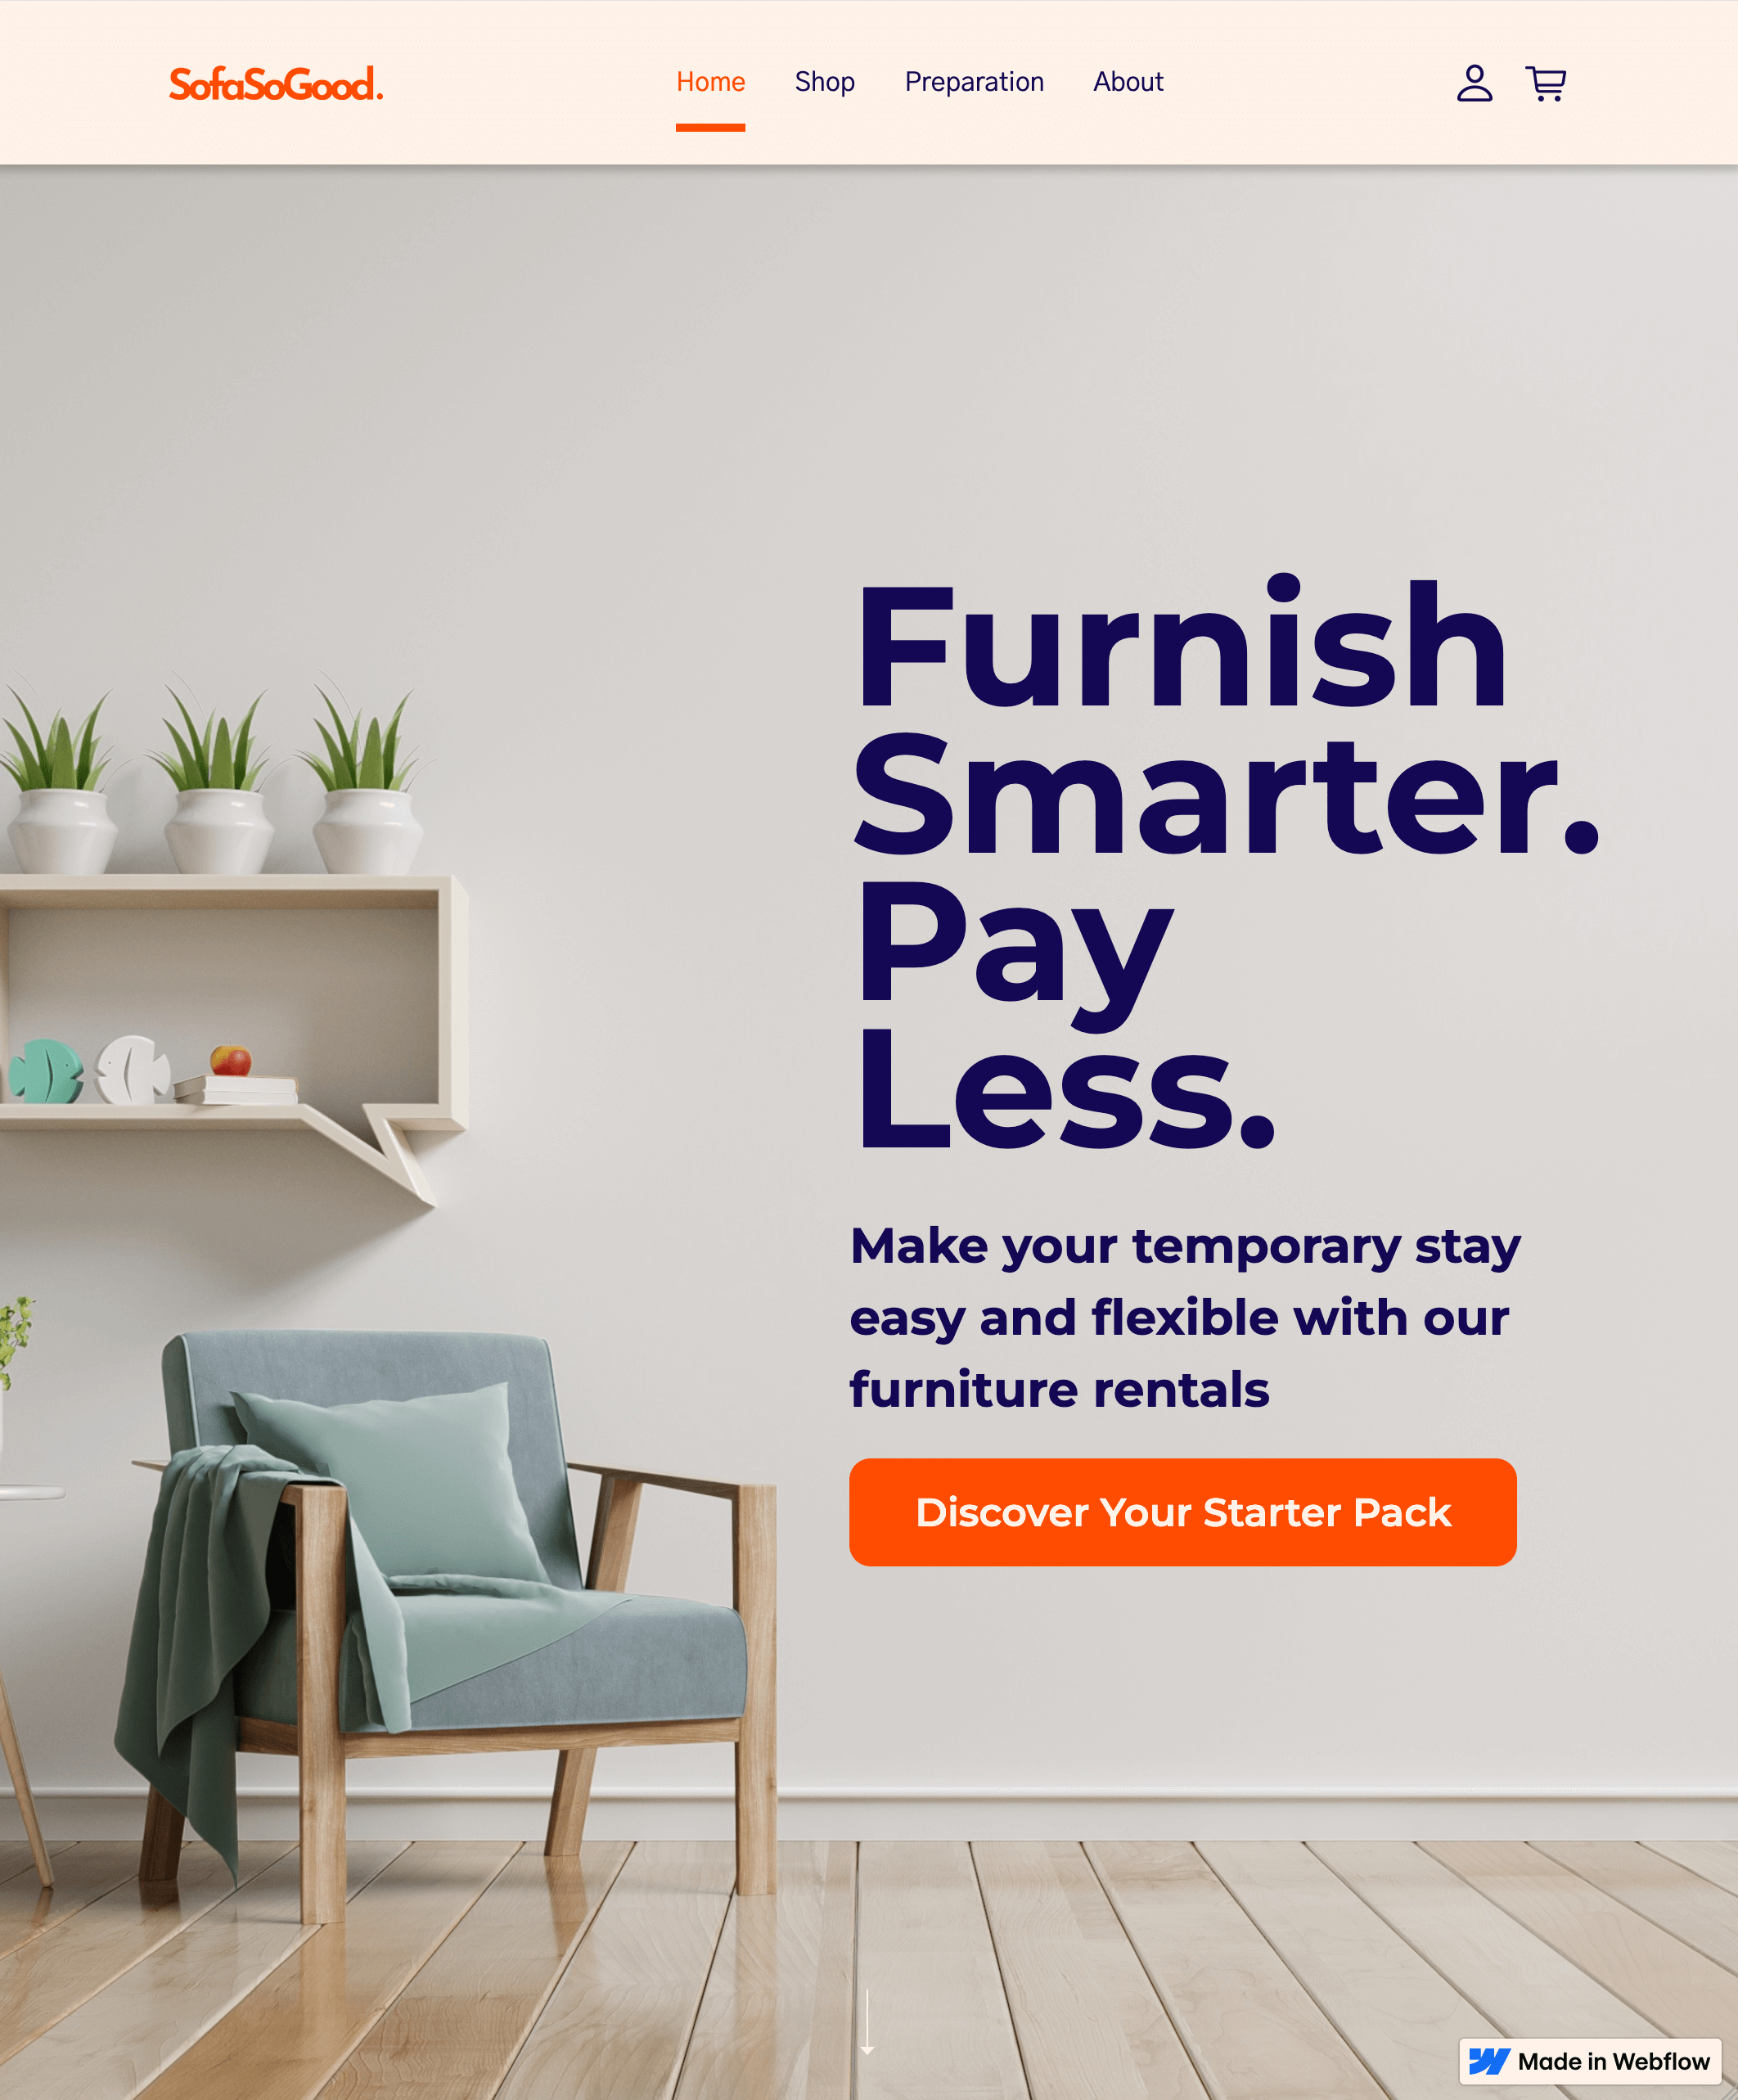 SofaSoGood.
Home Shop Preparation About
Furnish
Smarter.
Pay
Less.
Make your temporary stay
easy and flexible with our
furniture rentals
Discover Your Starter Pack
Made in Webflow